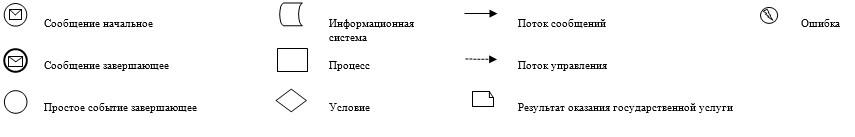 Сообщение начальное
Информационная
система
Поток сообщений
Ошибка
Сообщение завершающее
Процесс
Поток управления
Простое событие завершающее
Условие
Результат оказания государственной услуги